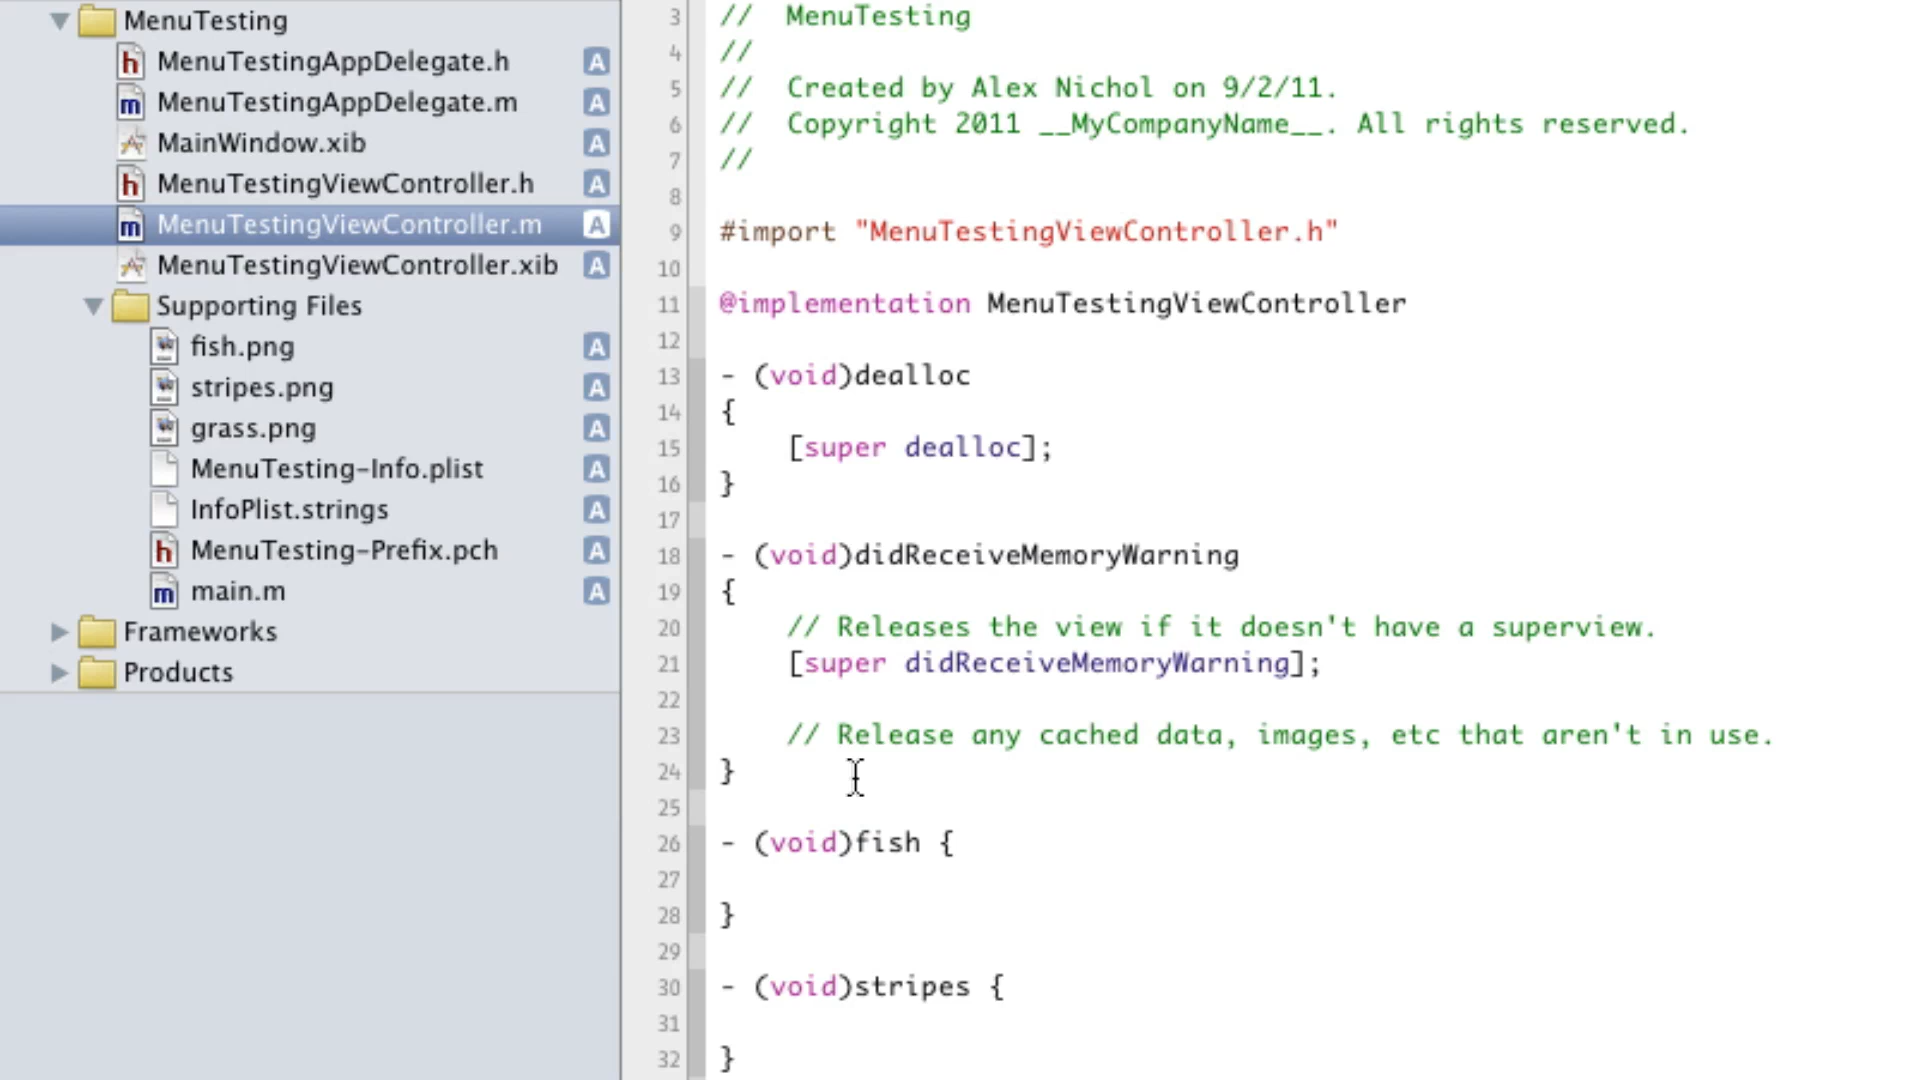 MenuTesting
h MenuTestingAppDelegate.h A
m MenuTestingAppDelegate.m A
MainWindow.xib A
h MenuTestingViewController.h A
m MenuTestingViewController.m A
MenuTestingViewController.xib A
Supporting Files
fish.png A
stripes.png A
grass.png A
MenuTesting-Info.plist A
InfoPlist.strings A
h MenuTesting-Prefix.pch A
m main.m A
Frameworks
Products
3 //  MenuTesting
4 //
5 //  Created by Alex Nichol on 9/2/11.
6 //  Copyright 2011 __MyCompanyName__. All rights reserved.
7 //
8
9 #import "MenuTestingViewController.h"
10
11 @implementation MenuTestingViewController
12
13 - (void)dealloc
14 {
15     [super dealloc];
16 }
17
18 - (void)didReceiveMemoryWarning
19 {
20     // Releases the view if it doesn't have a superview.
21     [super didReceiveMemoryWarning];
22
23     // Release any cached data, images, etc that aren't in use.
24 }
25
26 - (void)fish {
27
28 }
29
30 - (void)stripes {
31
32 }